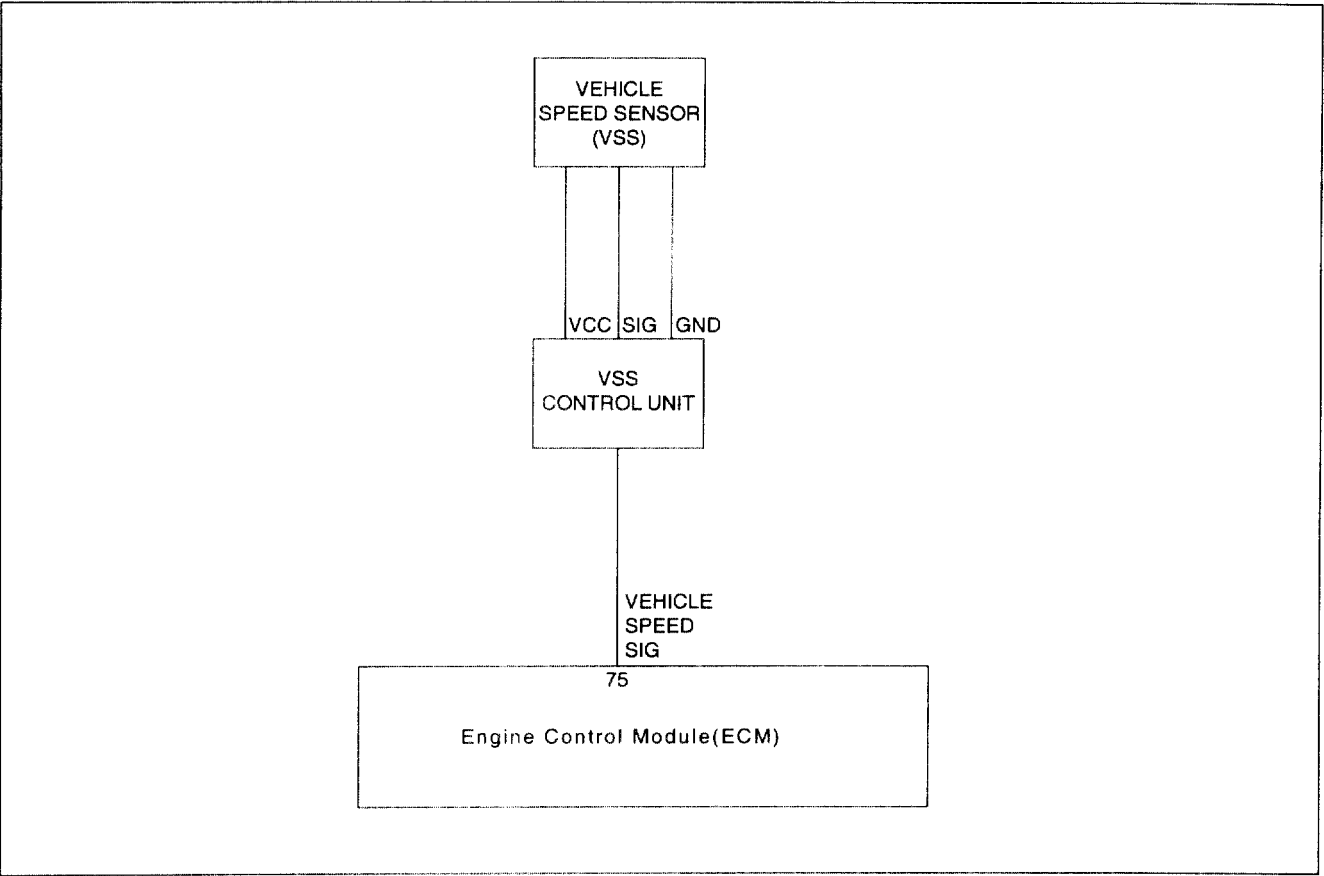 VEHICLE
SPEED SENSOR
(VSS)
VCC SIG GND
VSS
CONTROL UNIT
VEHICLE
SPEED
SIG
75
Engine Control Module(ECM)